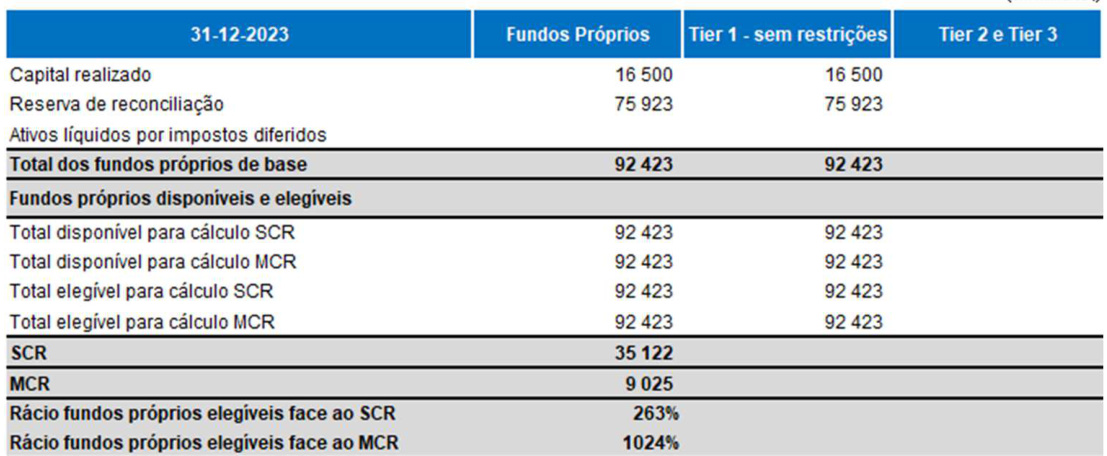 31-12-2023 Fundos Próprios Tier 1 - sem restrições Tier 2 e Tier 3
Capital realizado 16 500 16 500
Reserva de reconciliação 75 923 75 923
Ativos líquidos por impostos diferidos
Total dos fundos próprios de base 92 423 92 423
Fundos próprios disponíveis e elegíveis
Total disponível para cálculo SCR 92 423 92 423
Total disponível para cálculo MCR 92 423 92 423
Total elegível para cálculo SCR 92 423 92 423
Total elegível para cálculo MCR 92 423 92 423
SCR 35 122
MCR 9 025
Rácio fundos próprios elegíveis face ao SCR 263%
Rácio fundos próprios elegíveis face ao MCR 1024%